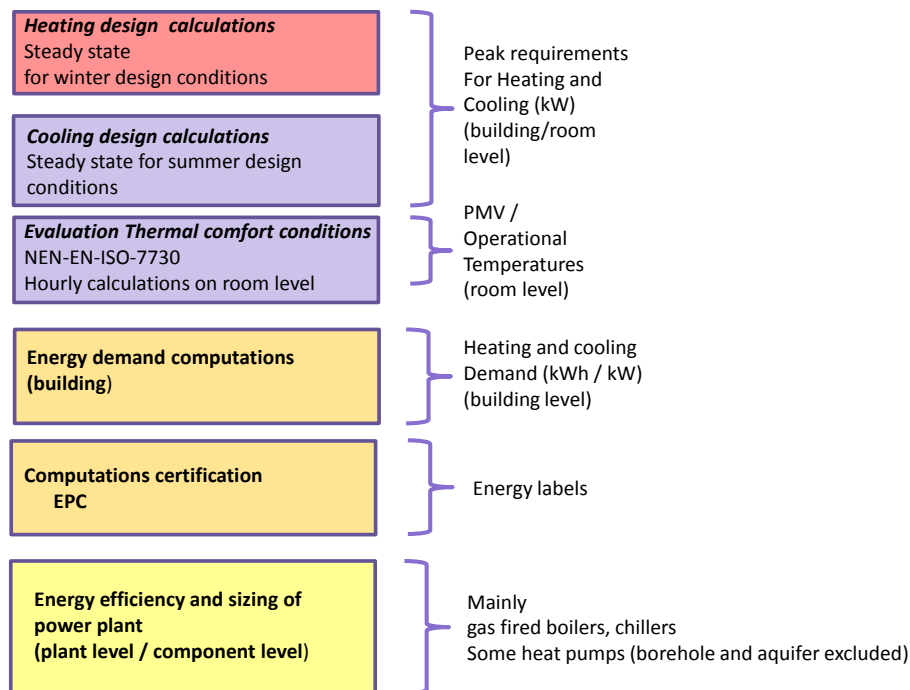 Heating design  calculations
Steady state
for winter design conditions
Peak requirements
For Heating and
Cooling (kW)
(building/room
level)
Cooling design calculations
Steady state for summer design
conditions
Evaluation Thermal comfort conditions
NEN-EN-ISO-7730
Hourly calculations on room level
PMV /
Operational
Temperatures
(room level)
Energy demand computations
(building)
Heating and cooling
Demand (kWh / kW)
(building level)
Computations certification
EPC
Energy labels
Energy efficiency and sizing of
power plant
(plant level / component level)
Mainly
gas fired boilers, chillers
Some heat pumps (borehole and aquifer excluded)